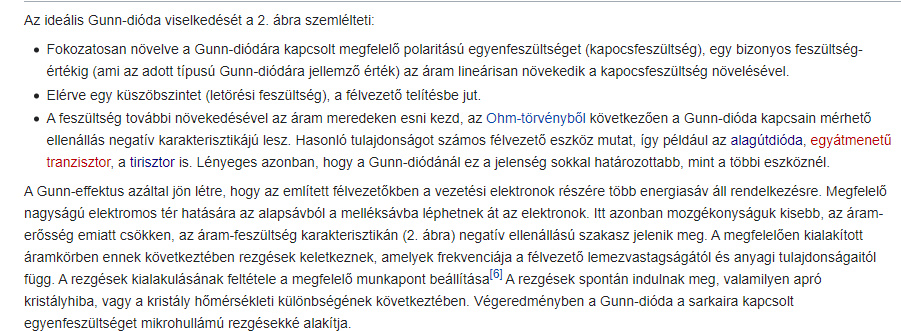 Az ideális Gunn-dióda viselkedését a 2. ábra szemlélteti:
• Fokozatosan növelve a Gunn-diódára kapcsolt megfelelő polaritású egyenfeszültséget (kapocsfeszültség), egy bizonyos feszültség-
értékig (ami az adott típusú Gunn-diódára jellemző érték) az áram lineárisan növekedik a kapocsfeszültség növelésével.
• Elérve egy küszöbszintet (letörési feszültség), a félvezető telítésbe jut.
• A feszültség további növekedésével az áram meredeken esni kezd, az Ohm-törvényből következően a Gunn-dióda kapcsain mérhető
ellenállás negatív karakterisztikájú lesz. Hasonló tulajdonságot számos félvezető eszköz mutat, így például az alagútdióda, egyátmenetű
tranzisztor, a tirisztor is. Lényeges azonban, hogy a Gunn-diódánál ez a jelenség sokkal határozottabb, mint a többi eszköznél.
A Gunn-effektus azáltal jön létre, hogy az említett félvezetőkben a vezetési elektronok részére több energiasáv áll rendelkezésre. Megfelelő
nagyságú elektromos tér hatására az alapsávból a melléksávba léphetnek át az elektronok. Itt azonban mozgékonyságuk kisebb, az áram-
erősség emiatt csökken, az áram-feszültség karakterisztikán (2. ábra) negatív ellenállású szakasz jelenik meg. A megfelelően kialakított
áramkörben ennek következtében rezgések keletkeznek, amelyek frekvenciája a félvezető lemezvastagságától és anyagi tulajdonságaitól
függ. A rezgések kialakulásának feltétele a megfelelő munkapont beállítása[6] A rezgések spontán indulnak meg, valamilyen apró
kristályhiba, vagy a kristály hőmérsékleti különbségének következtében. Végeredményben a Gunn-dióda a sarkaira kapcsolt
egyenfeszültséget mikrohullámú rezgésekké alakítja.